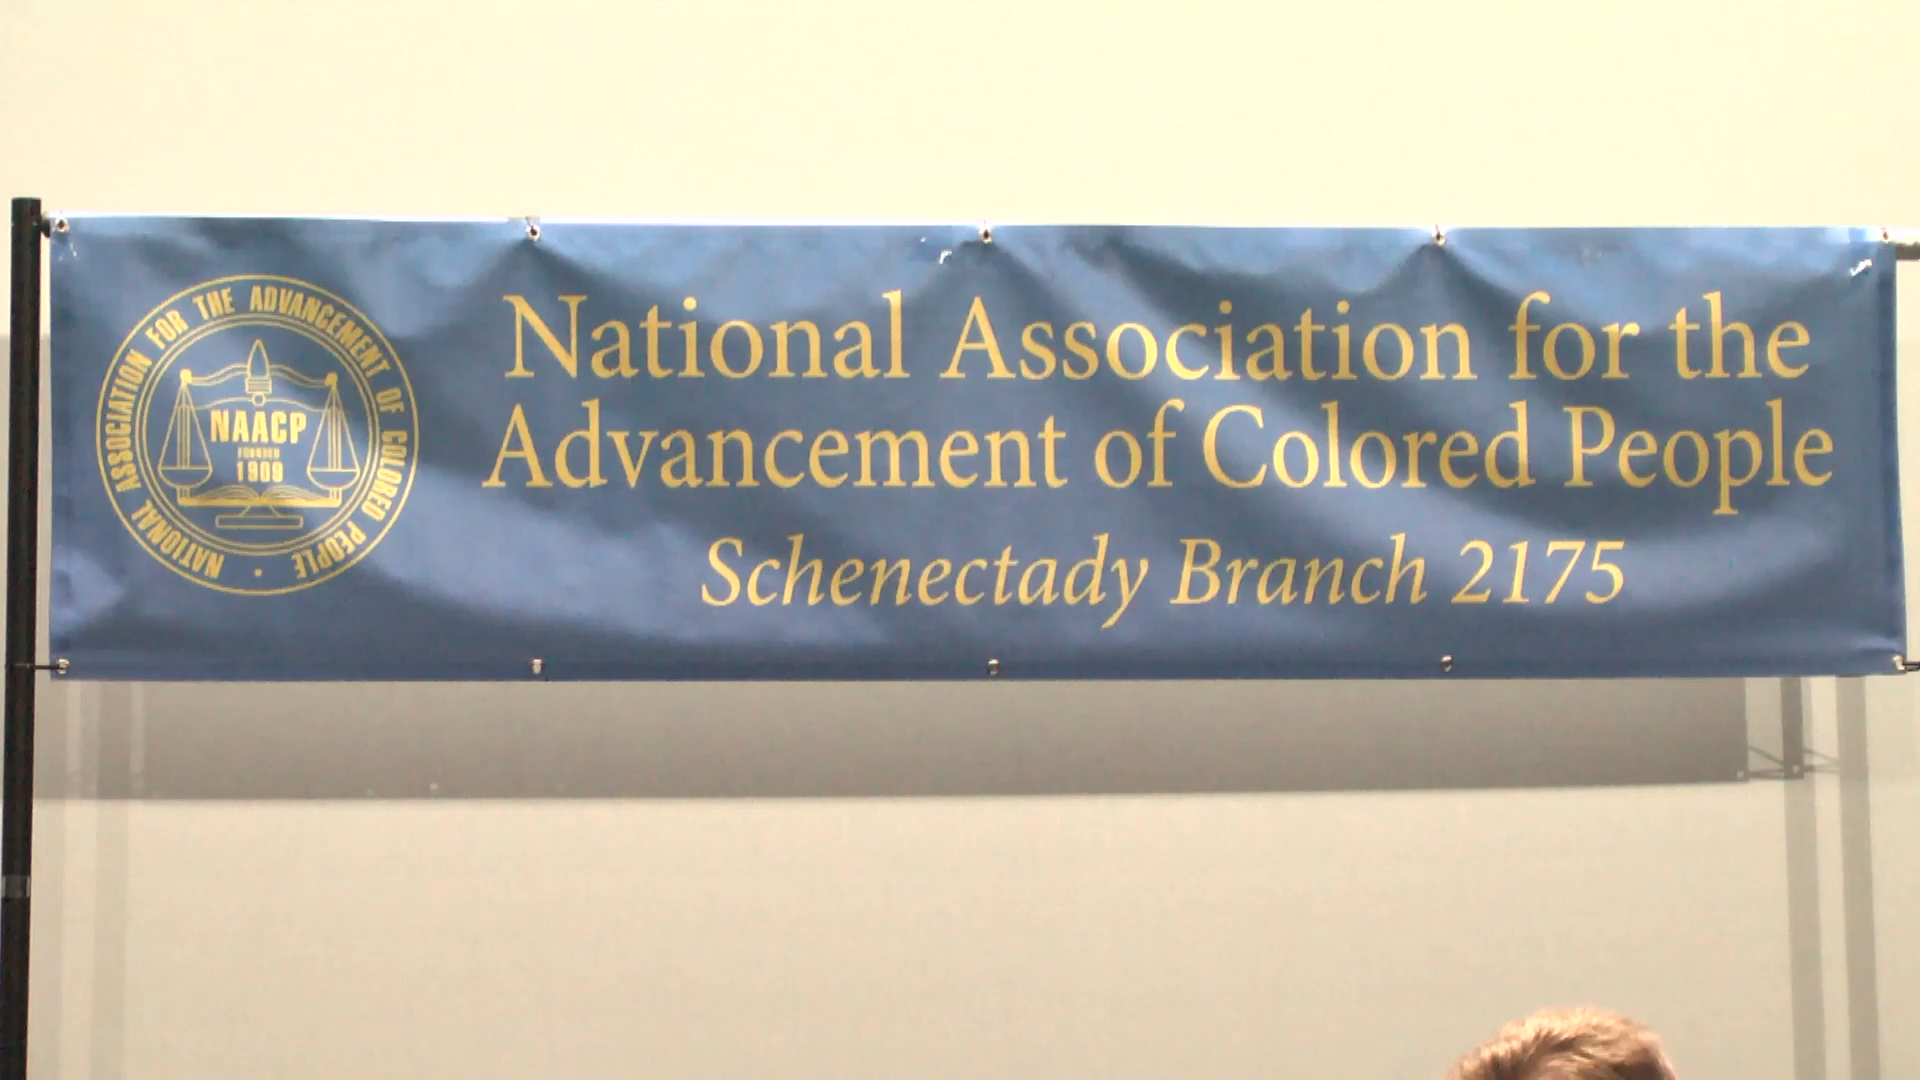 NATIONAL ASSOCIATION FOR THE ADVANCEMENT OF COLORED PEOPLE •
NAACP
FOUNDED
1909
National Association for the
Advancement of Colored People
Schenectady Branch 2175